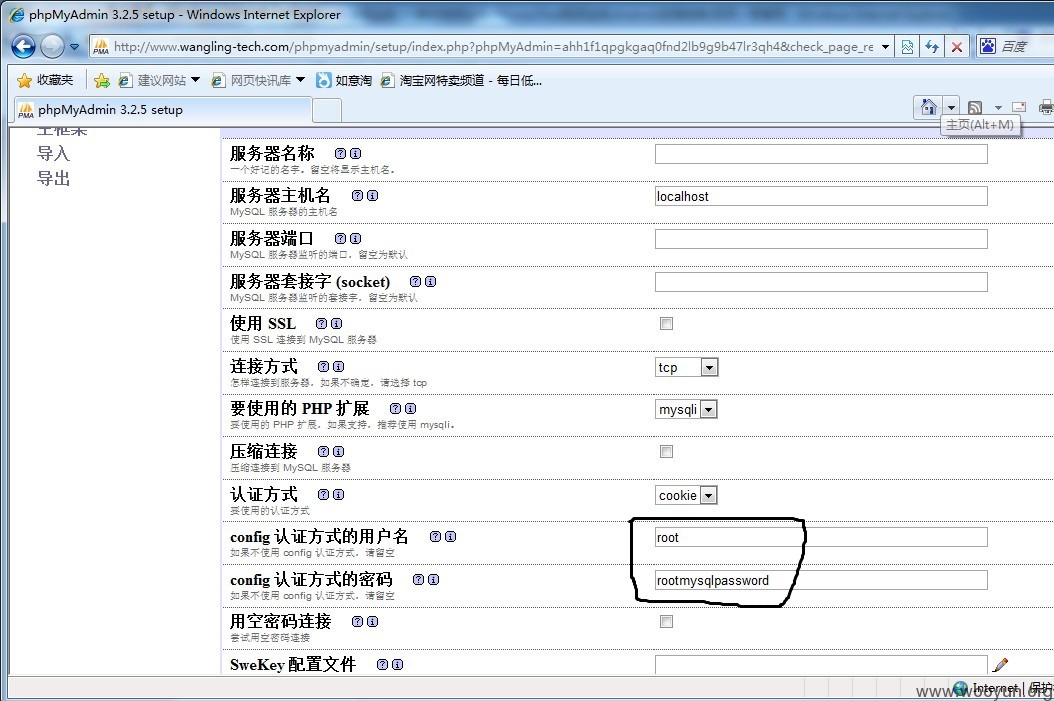 phpMyAdmin 3.2.5 setup - Windows Internet Explorer
http://www.wangling-tech.com/phpmyadmin/setup/index.php?phpMyAdmin=ahh1f1qpgkgaq0fnd2lb9g9b47lr3qh4&check_page_re
百度
收藏夹 建议网站 网页快讯库 如意淘 淘宝网特卖频道 - 每日低...
phpMyAdmin 3.2.5 setup
主页(Alt+M)
主框架
导入
导出
服务器名称
一个好记的名字。留空将显示主机名。
服务器主机名 localhost
MySQL 服务器的主机名
服务器端口
MySQL 服务器监听的端口，留空为默认
服务器套接字 (socket)
MySQL 服务器监听的套接字，留空为默认
使用 SSL
使用 SSL 连接到 MySQL 服务器
连接方式 tcp
怎样连接到服务器，如果不确定，请选择 tcp
要使用的 PHP 扩展 mysqli
要使用的 PHP 扩展，如果支持，推荐使用 mysqli。
压缩连接
压缩连接到 MySQL 服务器
认证方式 cookie
要使用的认证方式
config 认证方式的用户名 root
如果不使用 config 认证方式，请留空
config 认证方式的密码 rootmysqlpassword
如果不使用 config 认证方式，请留空
用空密码连接
尝试用空密码连接
SweKey 配置文件
Internet | 保护
www.wooyun.org